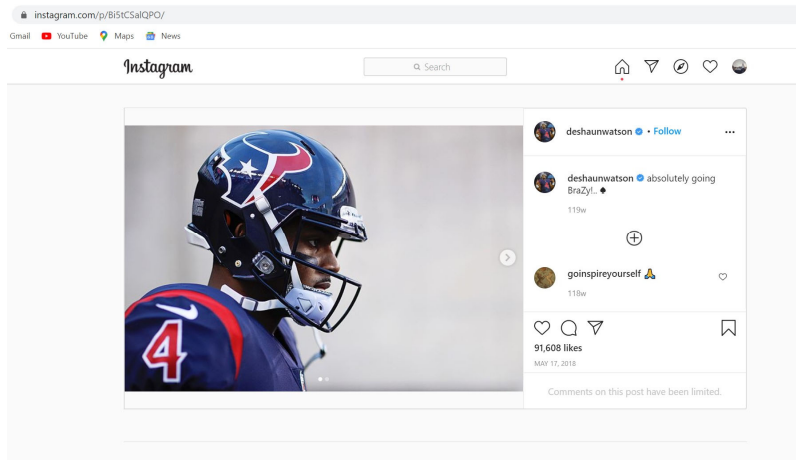 instagram.com/p/Bi5tCSalQPO/
Gmail YouTube Maps News
Instagram
Search
deshaunwatson • Follow
deshaunwatson absolutely going
BraZy!.. ♠
119w
goinspireyourself 🙏
118w
4
91,608 likes
MAY 17, 2018
Comments on this post have been limited.